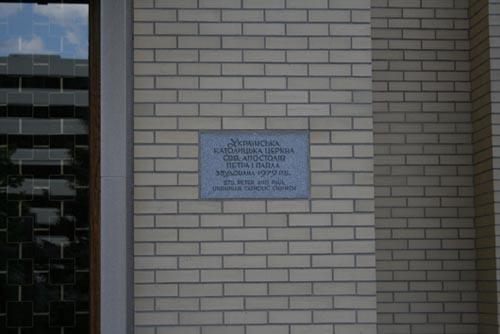 УКРАЇНСЬКА
КАТОЛИЦЬКА ЦЕРКВА
СВВ. АПОСТОЛІВ
ПЕТРА І ПАВЛА
ЗБУДОВАНА 1979 Р.Б.
STS. PETER AND PAUL
UKRAINIAN CATHOLIC CHURCH